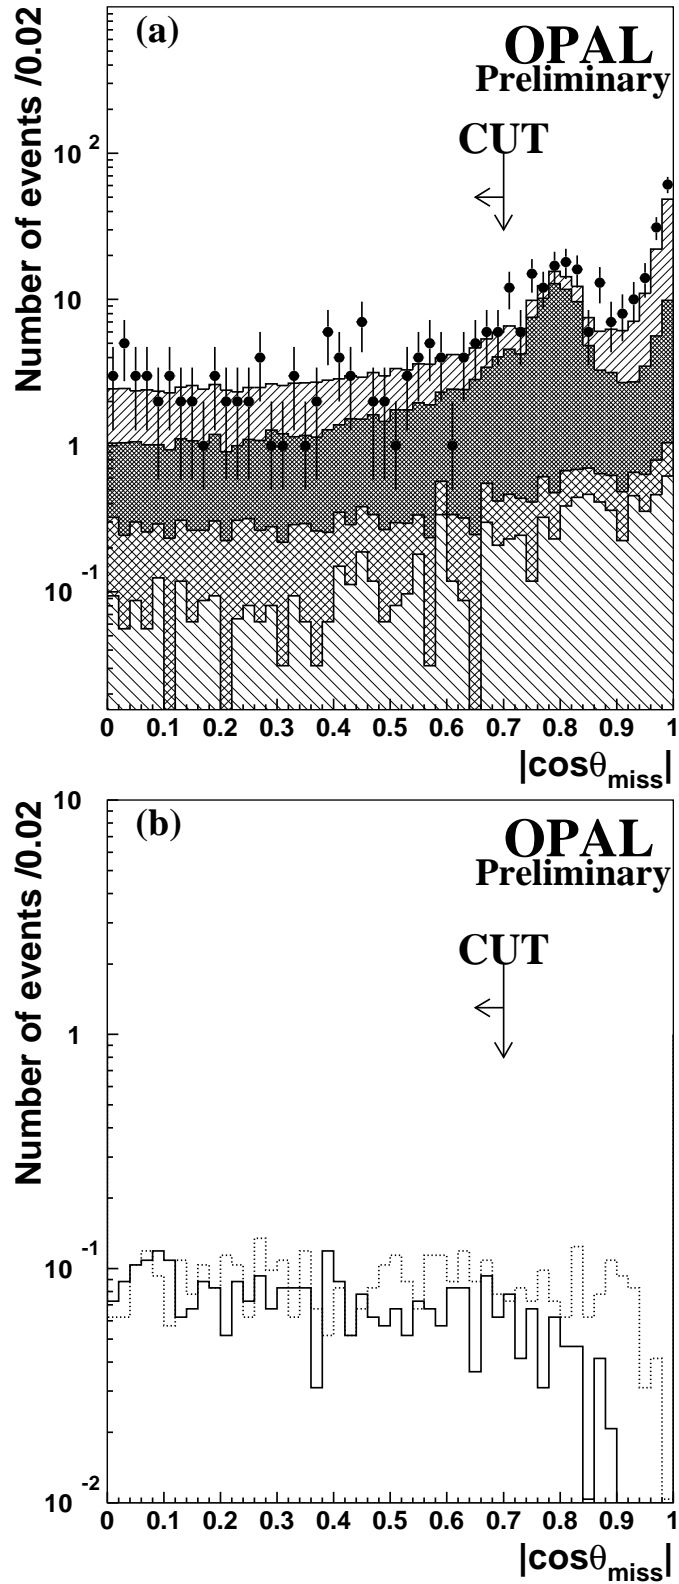 (a)
OPAL
Preliminary
CUT
Number of events /0.02
10 2
10
1
10 -1
0 0.1 0.2 0.3 0.4 0.5 0.6 0.7 0.8 0.9 1
|cosθmiss|
(b)
OPAL
Preliminary
CUT
Number of events /0.02
10
1
10 -1
10 -2
0 0.1 0.2 0.3 0.4 0.5 0.6 0.7 0.8 0.9 1
|cosθmiss|